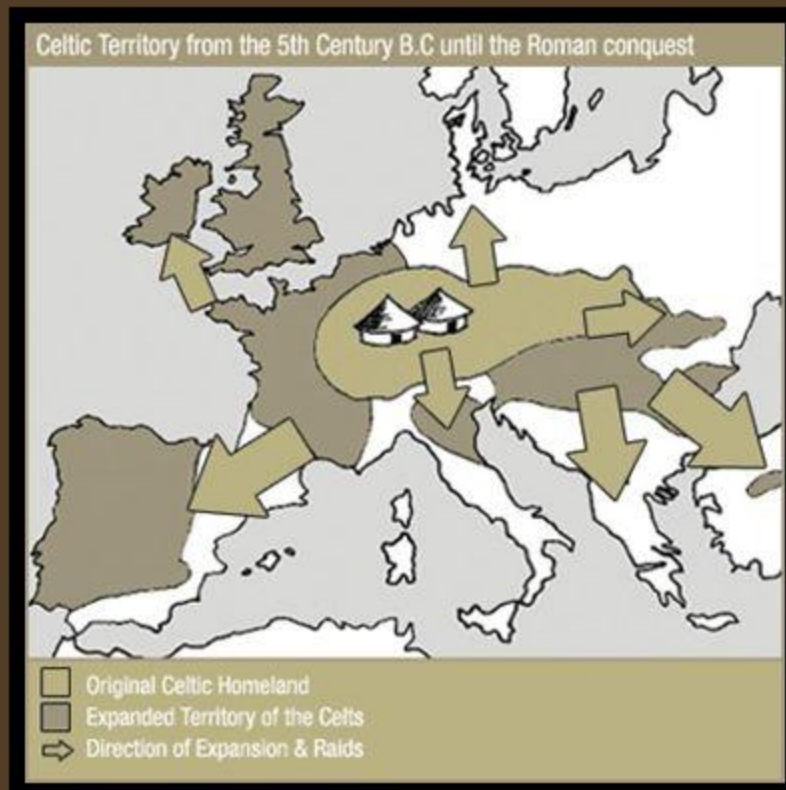 Celtic Territory from the 5th Century B.C until the Roman conquest
Original Celtic Homeland
Expanded Territory of the Celts
Direction of Expansion & Raids